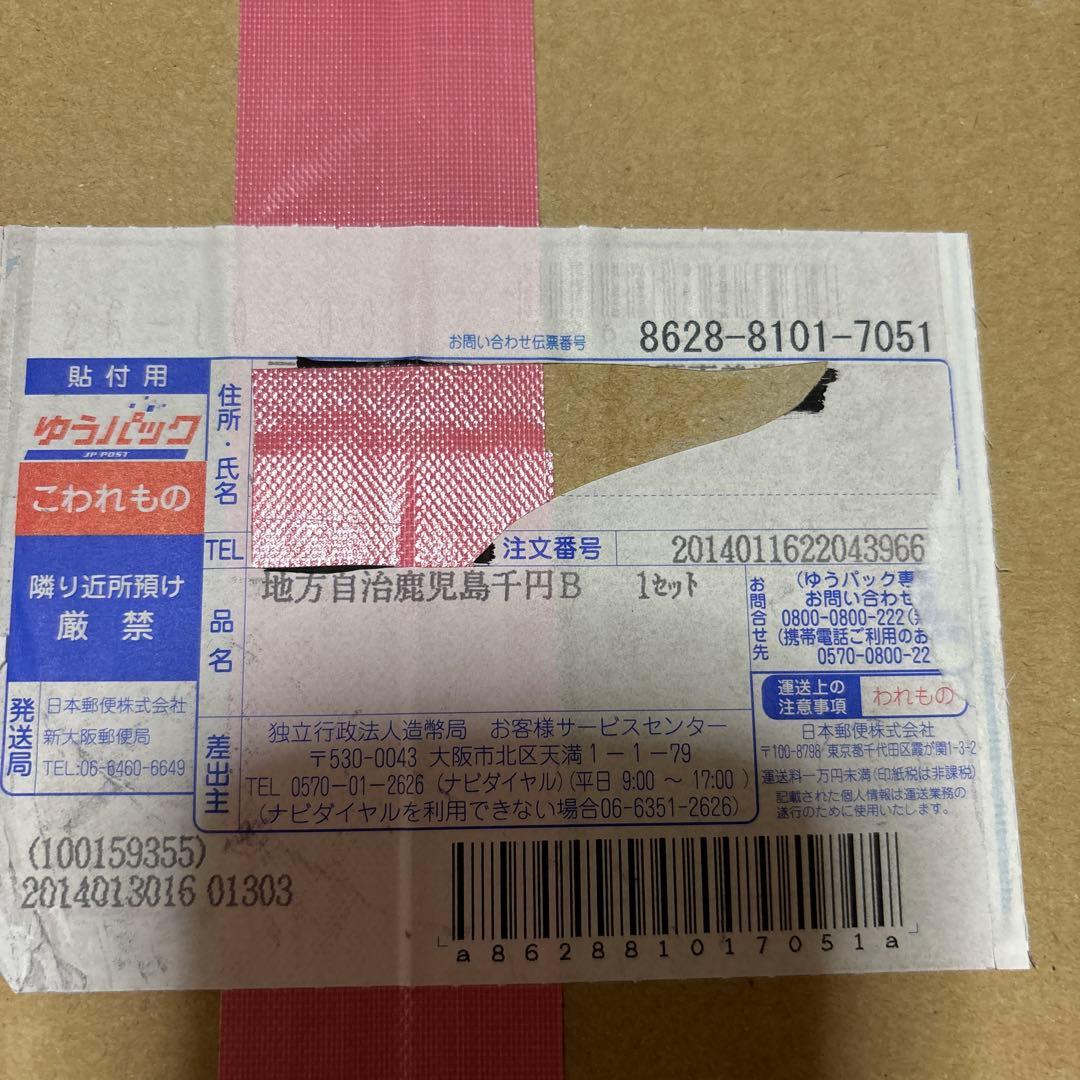 お問い合わせ伝票番号 8628-8101-7051
貼付用
ゆうパック
JP POST
こわれもの
隣り近所預け
厳禁
住所・氏名
TEL
注文番号 2014011622043966
品名
地方自治鹿児島千円B 1セット
お問合せ先
(ゆうパック専
お問い合わせ
0800-0800-222
(携帯電話ご利用のお
0570-0800-22
運送上の
注意事項
われもの
発送局
日本郵便株式会社
新大阪郵便局
TEL:06-6460-6649
差出主
独立行政法人造幣局 お客様サービスセンター
〒530-0043 大阪市北区天満1-1-79
TEL 0570-01-2626 (ナビダイヤル)(平日 9:00 ~ 17:00 )
(ナビダイヤルを利用できない場合06-6351-2626)
日本郵便株式会社
〒100-8798 東京都千代田区霞が関1-3-2
運送料一万円未満(印紙税は非課税)
記載された個人情報は運送業務の
遂行のために使用いたします。
(100159355)
2014013016 01303
a862881017051a